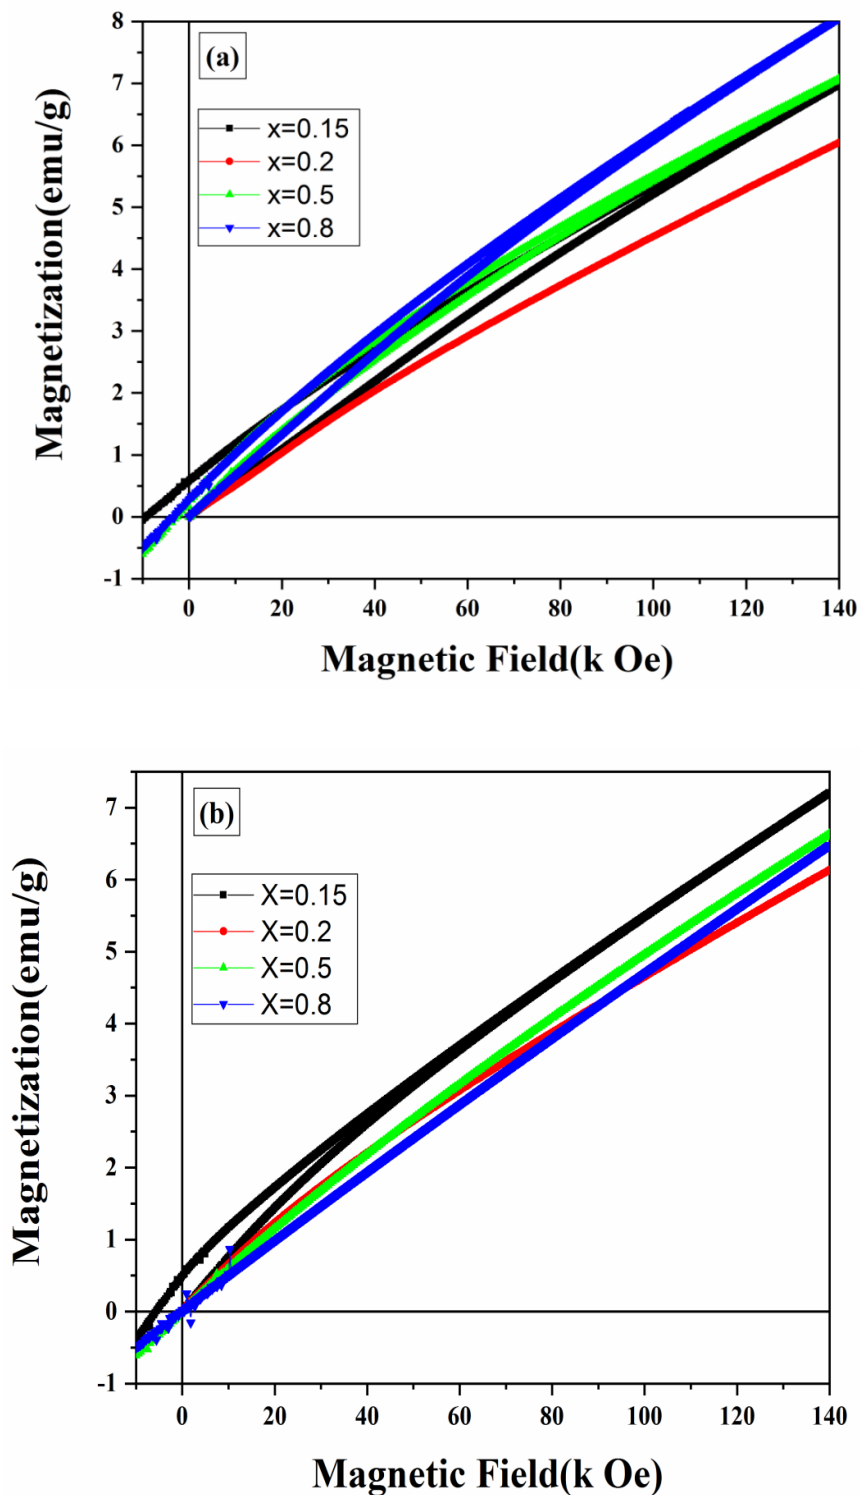 (a)
x=0.15
x=0.2
x=0.5
x=0.8
Magnetization(emu/g)
8
7
6
5
4
3
2
1
0
-1
0 20 40 60 80 100 120 140
Magnetic Field(k Oe)
(b)
X=0.15
X=0.2
X=0.5
X=0.8
Magnetization(emu/g)
7
6
5
4
3
2
1
0
-1
0 20 40 60 80 100 120 140
Magnetic Field(k Oe)